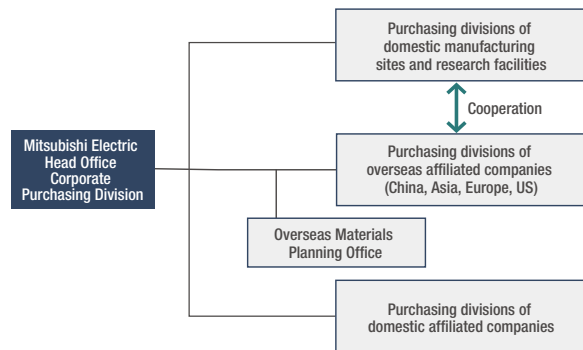 Purchasing divisions of
domestic manufacturing
sites and research facilities
Cooperation
Mitsubishi Electric
Head Office
Corporate
Purchasing Division
Purchasing divisions of
overseas affiliated companies
(China, Asia, Europe, US)
Overseas Materials
Planning Office
Purchasing divisions of
domestic affiliated companies